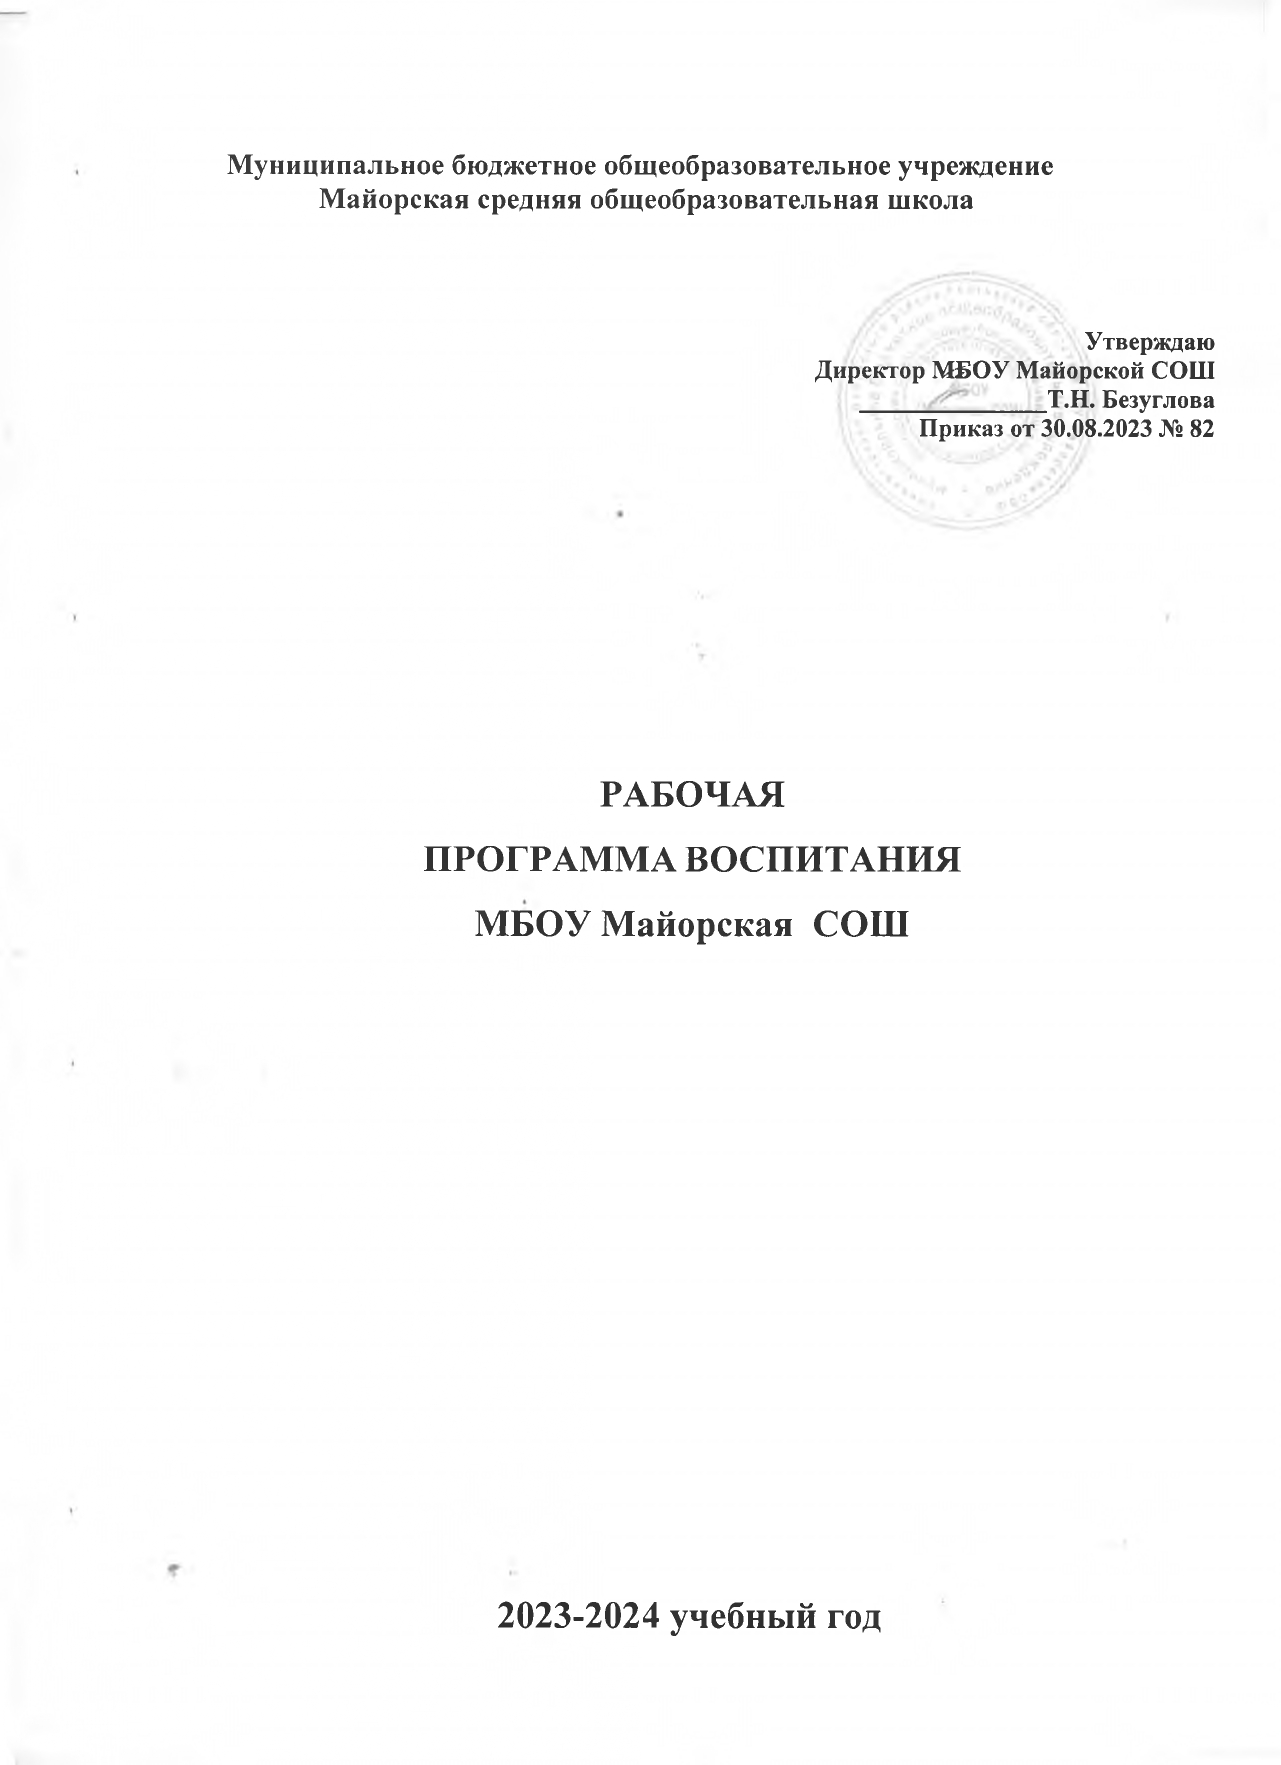 Муниципальное бюджетное общеобразовательное учреждение
Майорская средняя общеобразовательная школа
Утверждаю
Директор МБОУ Майорской СОШ
______________Т.Н. Безуглова
Приказ от 30.08.2023 № 82
РАБОЧАЯ
ПРОГРАММА ВОСПИТАНИЯ
МБОУ Майорская СОШ
2023-2024 учебный год